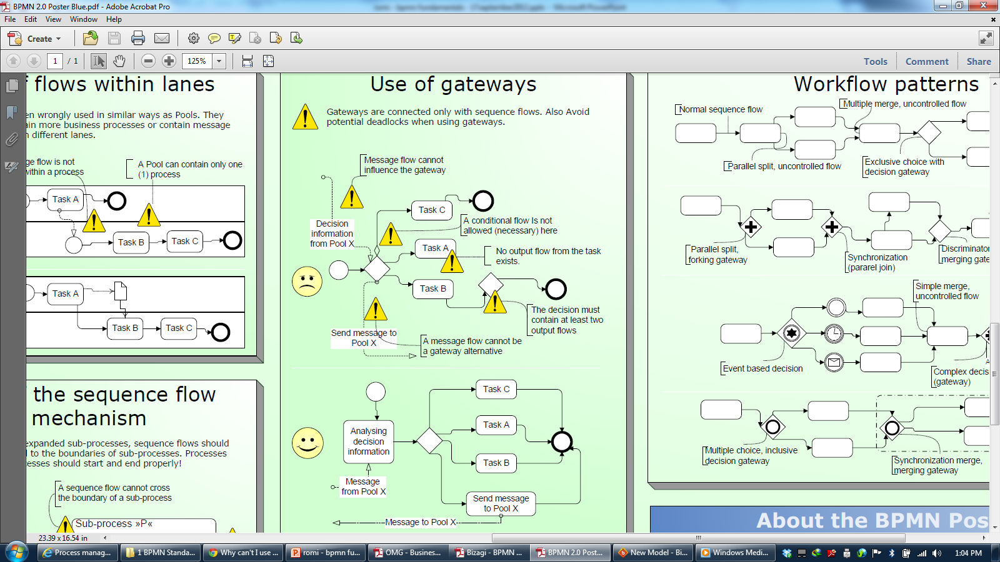 BPMN 2.0 Poster Blue.pdf - Adobe Acrobat Pro
File Edit View Window Help
Create
1 / 1 125% Tools Comment Share
f flows within lanes
en wrongly used in similar ways as Pools. They
ain more business processes or contain message
n different lanes.
ge flow is not
within a process
A Pool can contain only one
(1) process
Task A
Task B
Task C
Task A
Task B
Task C
the sequence flow
mechanism
expanded sub-processes, sequence flows should
l to the boundaries of sub-processes. Processes
esses should start and end properly!
A sequence flow cannot cross
the boundary of a sub-process
Sub-process »P«
Use of gateways
Gateways are connected only with sequence flows. Also Avoid
potential deadlocks when using gateways.
Message flow cannot
influence the gateway
Task C
Decision
information
from Pool X
A conditional flow Is not
allowed (necessary) here
Task A
No output flow from the task
exists.
Task B
The decision must
contain at least two
output flows
Send message to
Pool X
A message flow cannot be
a gateway alternative
Task C
Analysing
decision
information
Task A
Task B
Message
from Pool X
Send message
to Pool X
Message to Pool X
Workflow patterns
Normal sequence flow
Multiple merge, uncontrolled flow
Parallel split, uncontrolled flow
Exclusive choice with
decision gateway
Parallel split,
forking gateway
Synchronization
(pararel join)
Discriminator
merging gate
Simple merge,
uncontrolled flow
Event based decision
Complex decis
(gateway)
A
Multiple choice, inclusive
decision gateway
Synchronization merge,
merging gateway
About the BPMN Pos
23.39 x 16.54 in
Process manag...
1 BPMN Standa...
Why can't I use ...
romi - bpmn fu...
OMG - Busines...
Bizagi - BPMN ...
BPMN 2.0 Post...
New Model - Bi...
Windows Medi...
1:04 PM